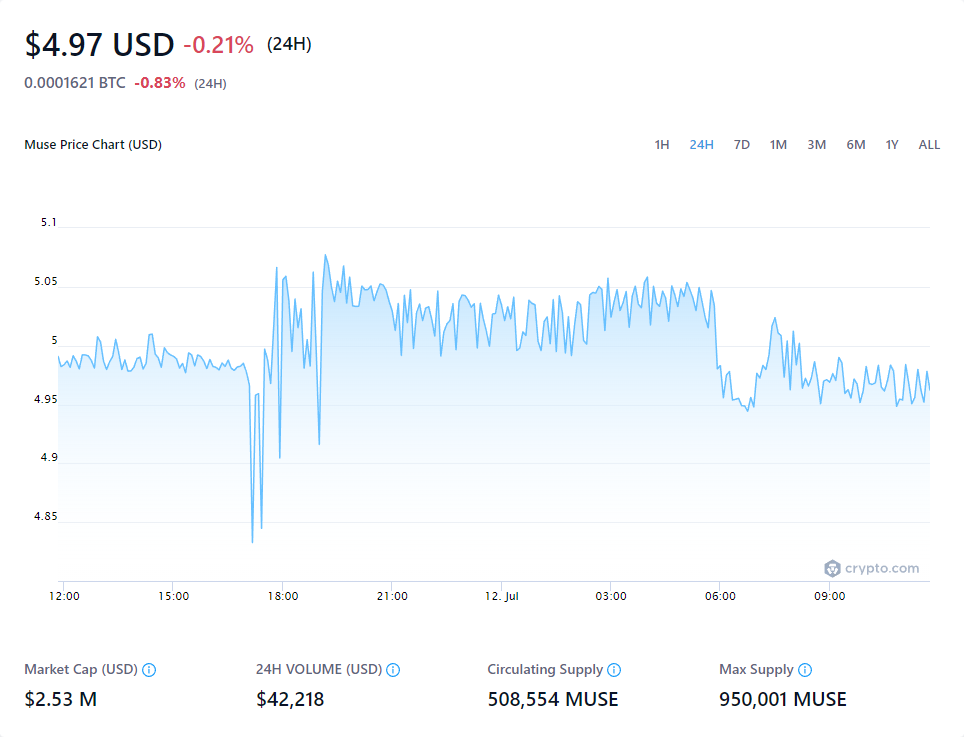 $4.97 USD -0.21% (24H)
0.0001621 BTC -0.83% (24H)
Muse Price Chart (USD) 1H 24H 7D 1M 3M 6M 1Y ALL
5.1
5.05
5
4.95
4.9
4.85
crypto.com
12:00 15:00 18:00 21:00 12. Jul 03:00 06:00 09:00
Market Cap (USD) 24H VOLUME (USD) Circulating Supply Max Supply
$2.53 M $42,218 508,554 MUSE 950,001 MUSE